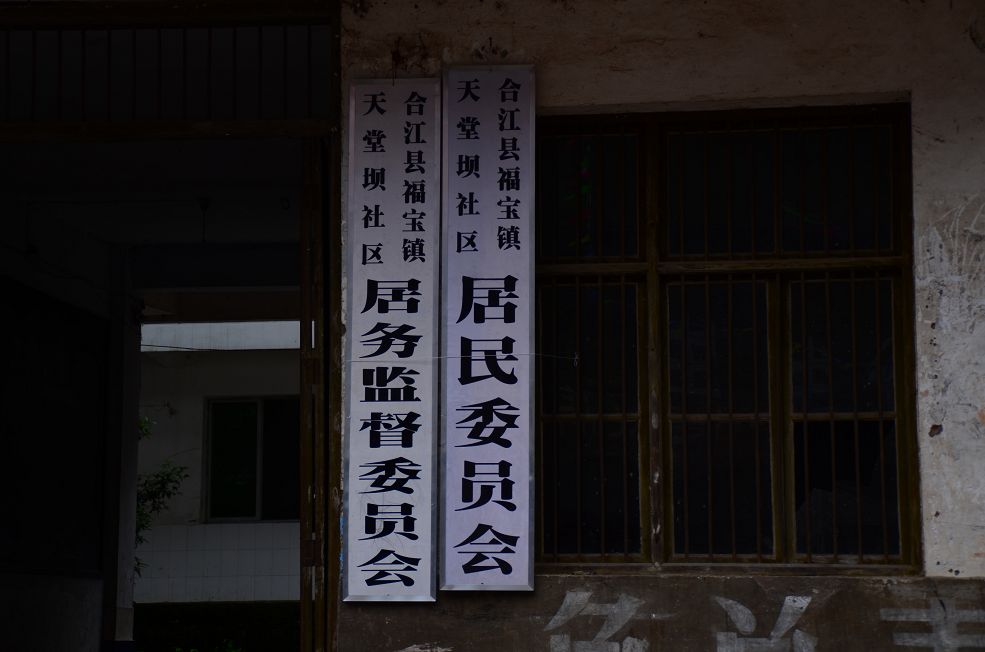 合江县福宝镇
天堂坝社区
居民委员会
合江县福宝镇
天堂坝社区
居务监督委员会